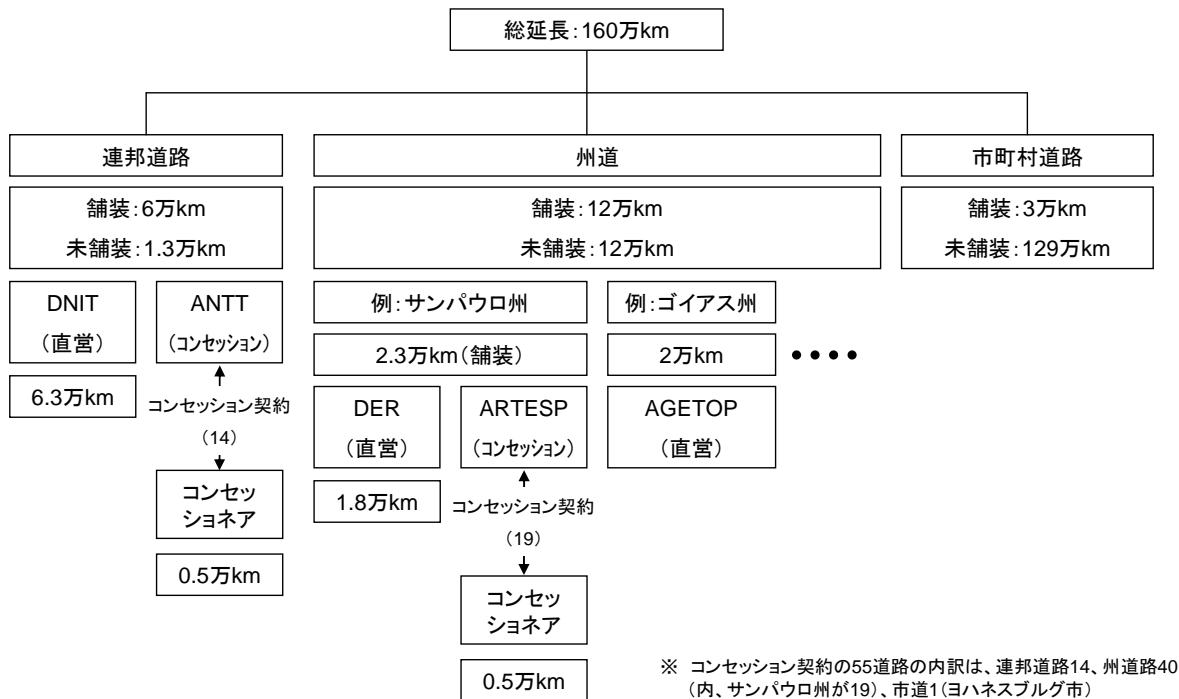 総延長：160万km
連邦道路
州道
市町村道路
舗装：6万km
未舗装：1.3万km
舗装：12万km
未舗装：12万km
舗装：3万km
未舗装：129万km
DNIT
（直営）
ANTT
（コンセッション）
例：サンパウロ州
例：ゴイアス州
2.3万km（舗装）
2万km
••••
6.3万km
コンセッション契約
（14）
DER
（直営）
ARTESP
（コンセッション）
AGETOP
（直営）
コンセッ
ショネア
0.5万km
1.8万km
コンセッション契約
（19）
コンセッ
ショネア
0.5万km
※ コンセッション契約の55道路の内訳は、連邦道路14、州道路40
（内、サンパウロ州が19）、市道1（ヨハネスブルグ市）